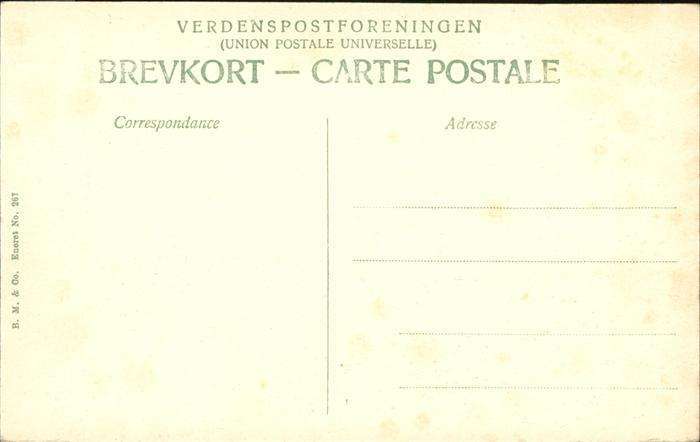 VERDENSPOSTFORENINGEN
(UNION POSTALE UNIVERSELLE)
BREVKORT — CARTE POSTALE
Correspondance
Adresse
B. M. & Co. Eneret No. 267